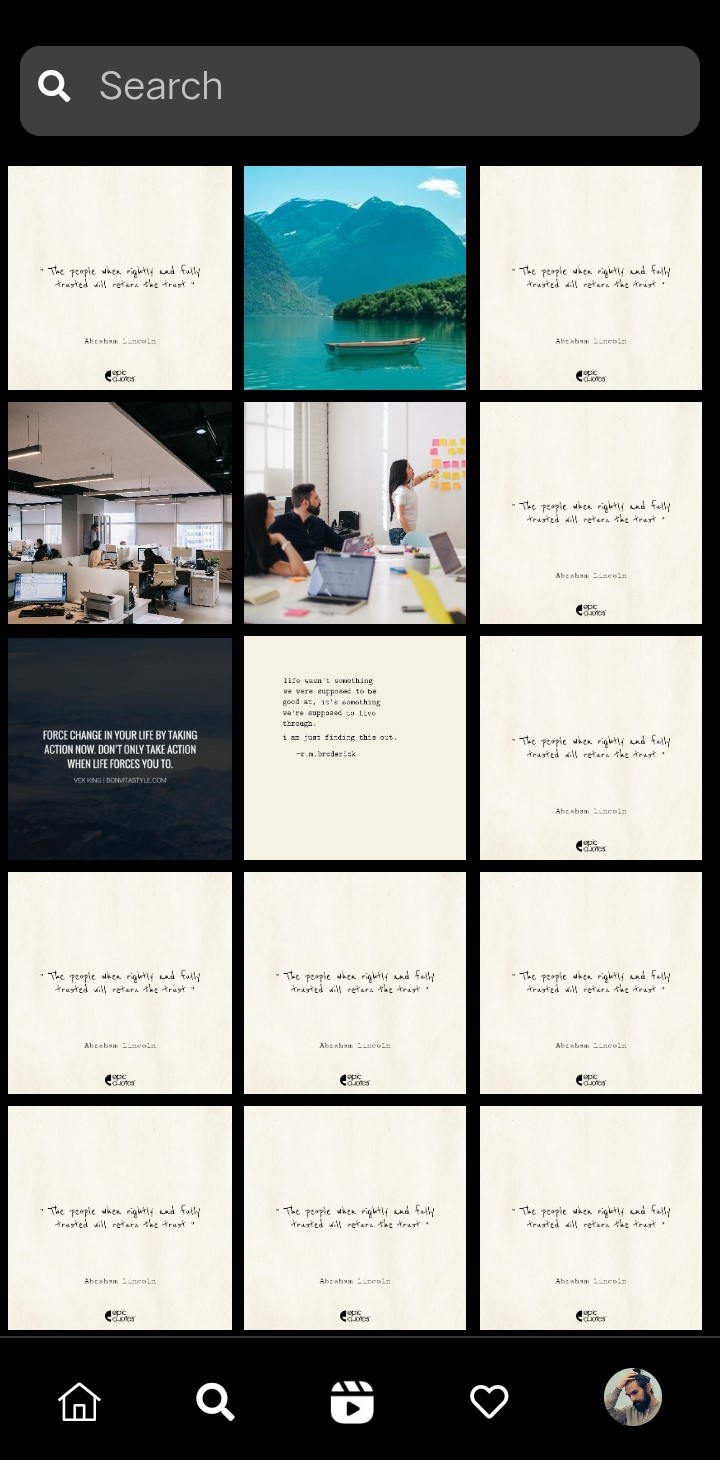 Search
" The people when rightly and fully
trusted will return the trust "
Abraham Lincoln
epic
quotes
" The people when rightly and fully
trusted will return the trust "
Abraham Lincoln
epic
quotes
" The people when rightly and fully
trusted will return the trust "
Abraham Lincoln
epic
quotes
FORCE CHANGE IN YOUR LIFE BY TAKING
ACTION NOW. DON'T ONLY TAKE ACTION
WHEN LIFE FORCES YOU TO.
VEX KING | BONVITASTYLE.COM
life wasn't something
we were supposed to be
good at, it's something
we're supposed to live
through.
i am just finding this out.
-r.m.broderick
" The people when rightly and fully
trusted will return the trust "
Abraham Lincoln
epic
quotes
" The people when rightly and fully
trusted will return the trust "
Abraham Lincoln
epic
quotes
" The people when rightly and fully
trusted will return the trust "
Abraham Lincoln
epic
quotes
" The people when rightly and fully
trusted will return the trust "
Abraham Lincoln
epic
quotes
" The people when rightly and fully
trusted will return the trust "
Abraham Lincoln
epic
quotes
" The people when rightly and fully
trusted will return the trust "
Abraham Lincoln
epic
quotes
" The people when rightly and fully
trusted will return the trust "
Abraham Lincoln
epic
quotes